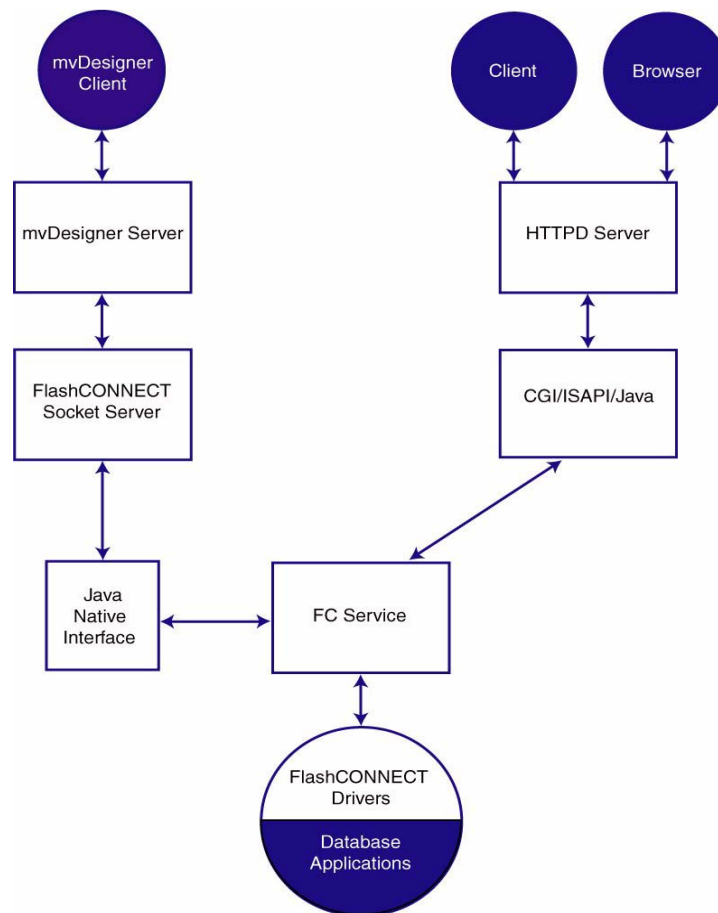 mvDesigner
Client
Client
Browser
mvDesigner Server
HTTPD Server
FlashCONNECT
Socket Server
CGI/ISAPI/Java
Java
Native
Interface
FC Service
FlashCONNECT
Drivers
Database
Applications